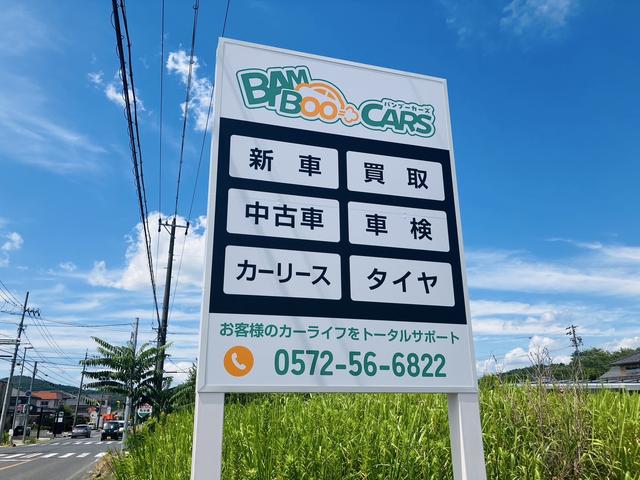 BAM
BOO CARS
バンブーカーズ
新車 買取
中古車 車検
カーリース タイヤ
お客様のカーライフをトータルサポート
0572-56-6822